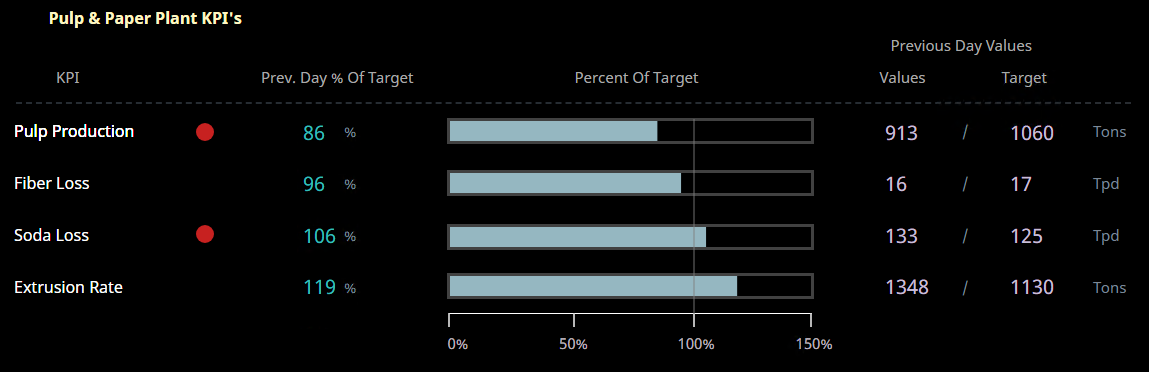 Pulp & Paper Plant KPI's
Previous Day Values
KPI Prev. Day % Of Target Percent Of Target Values Target
Pulp Production 86 % 913 / 1060 Tons
Fiber Loss 96 % 16 / 17 Tpd
Soda Loss 106 % 133 / 125 Tpd
Extrusion Rate 119 % 1348 / 1130 Tons
0% 50% 100% 150%